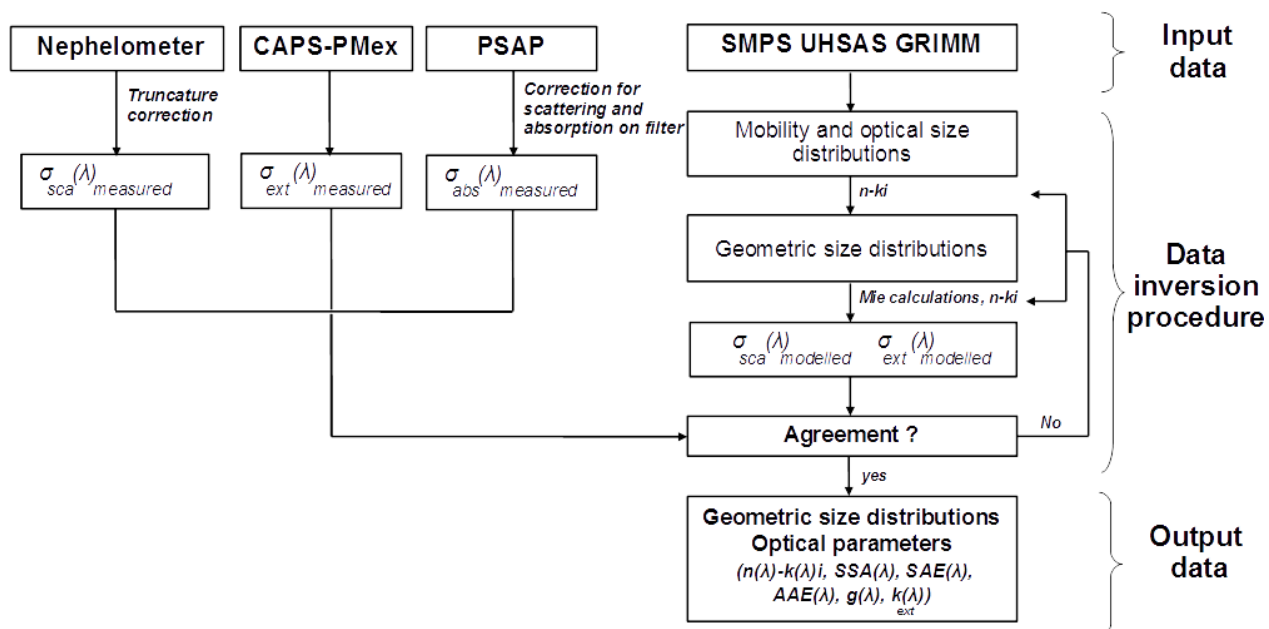 Nephelometer
CAPS-PMex
PSAP
SMPS UHSAS GRIMM
Input
data
Truncature
correction
Correction for
scattering and
absorption on filter
Mobility and optical size
distributions
σsca(λ)measured
σext(λ)measured
σabs(λ)measured
n-ki
Geometric size distributions
Data
inversion
procedure
Mie calculations, n-ki
σsca(λ)modelled σext(λ)modelled
Agreement ?
No
yes
Geometric size distributions
Optical parameters
(n(λ)-k(λ)i, SSA(λ), SAE(λ),
AAE(λ), g(λ), kext(λ))
Output
data